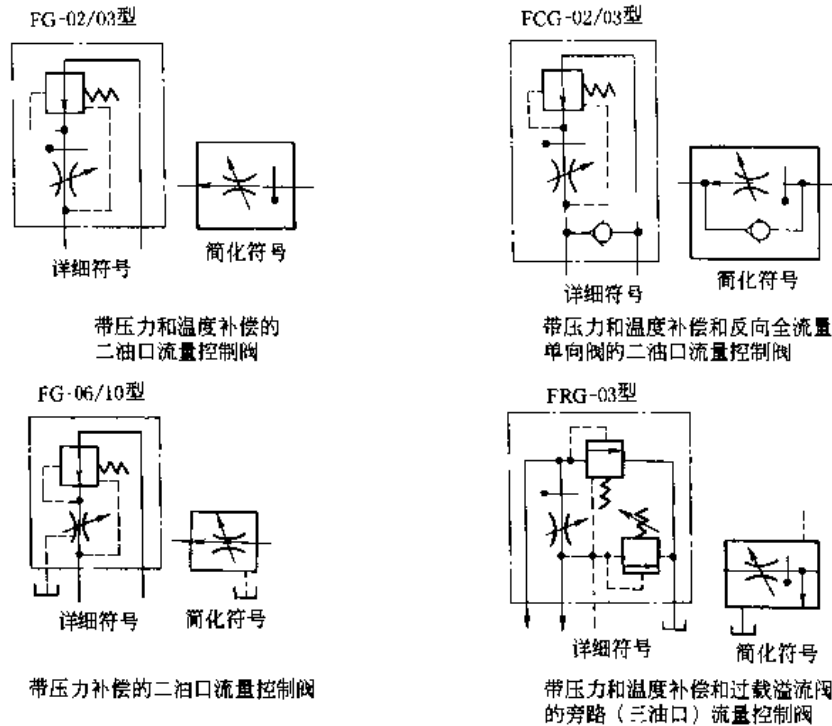 FG-02/03型
详细符号
简化符号
带压力和温度补偿的
二油口流量控制阀
FCG-02/03型
详细符号
简化符号
带压力和温度补偿和反向全流量
单向阀的二油口流量控制阀
FG-06/10型
详细符号
简化符号
带压力补偿的二油口流量控制阀
FRG-03型
详细符号
简化符号
带压力和温度补偿和过载溢流阀
的旁路（三油口）流量控制阀